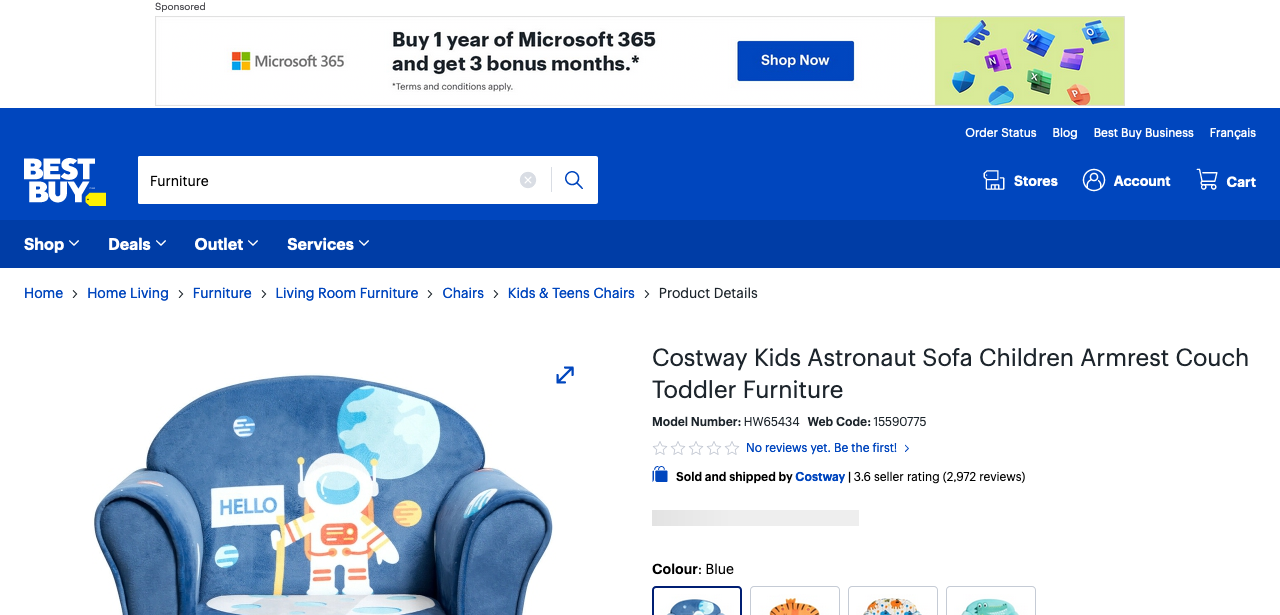 Sponsored
Microsoft 365
Buy 1 year of Microsoft 365
and get 3 bonus months.*
*Terms and conditions apply.
Shop Now
W
O
N
X
P
Order Status Blog Best Buy Business Français
BEST
BUY
Furniture
Stores Account Cart
Shop Deals Outlet Services
Home > Home Living > Furniture > Living Room Furniture > Chairs > Kids & Teens Chairs > Product Details
HELLO
Costway Kids Astronaut Sofa Children Armrest Couch
Toddler Furniture
Model Number: HW65434 Web Code: 15590775
No reviews yet. Be the first! >
Sold and shipped by Costway | 3.6 seller rating (2,972 reviews)
Colour: Blue